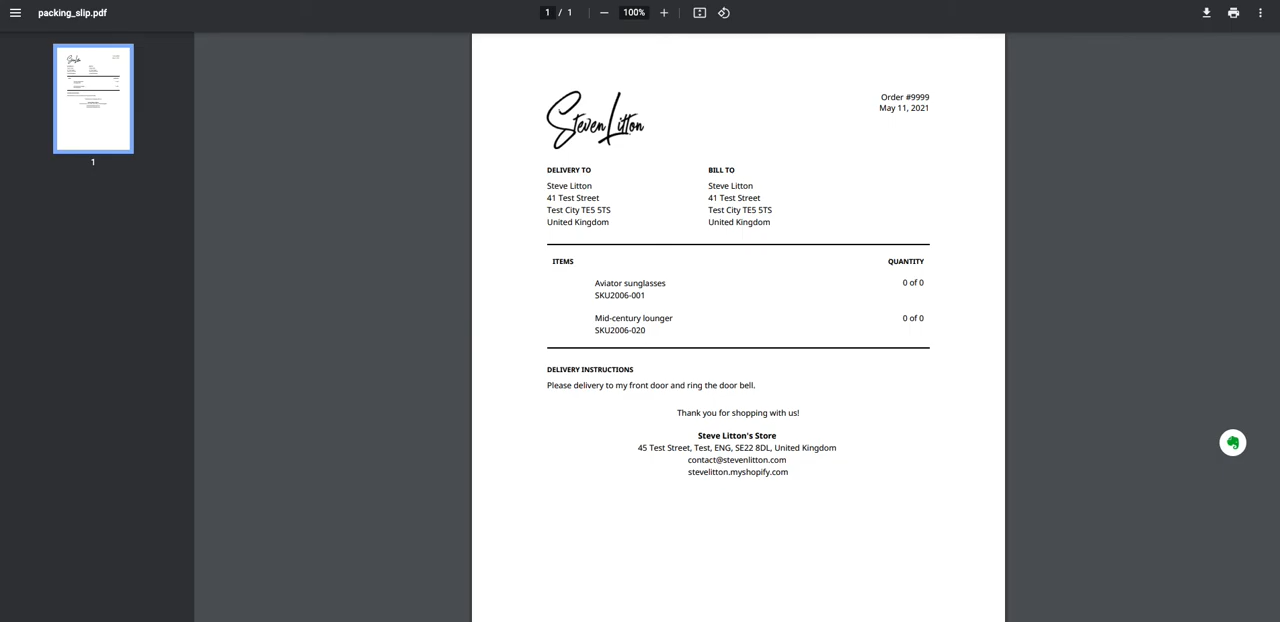 packing_slip.pdf
1 / 1
100%
1
Steven Litton
Order #9999
May 11, 2021
DELIVERY TO
Steve Litton
41 Test Street
Test City TE5 5TS
United Kingdom
BILL TO
Steve Litton
41 Test Street
Test City TE5 5TS
United Kingdom
ITEMS QUANTITY
Aviator sunglasses 0 of 0
SKU2006-001
Mid-century lounger 0 of 0
SKU2006-020
DELIVERY INSTRUCTIONS
Please delivery to my front door and ring the door bell.
Thank you for shopping with us!
Steve Litton's Store
45 Test Street, Test, ENG, SE22 8DL, United Kingdom
contact@stevenlitton.com
stevelitton.myshopify.com